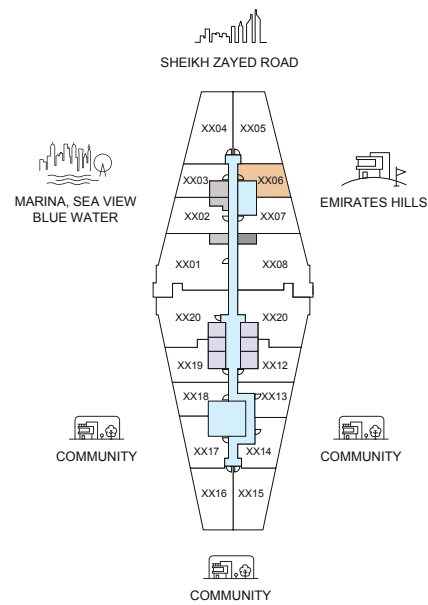 SHEIKH ZAYED ROAD
XX04
XX05
XX03
XX06
MARINA, SEA VIEW
BLUE WATER
EMIRATES HILLS
XX02
XX07
XX01
XX08
XX20
XX20
XX19
XX12
XX18
XX13
COMMUNITY
COMMUNITY
XX17
XX14
XX16
XX15
COMMUNITY